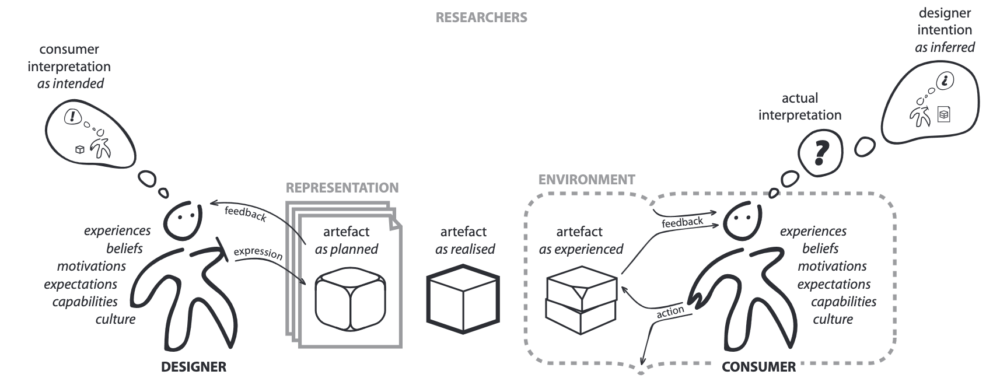 RESEARCHERS
consumer
interpretation
as intended
!
designer
intention
as inferred
¿
actual
interpretation
?
REPRESENTATION
ENVIRONMENT
feedback
expression
experiences
beliefs
motivations
expectations
capabilities
culture
DESIGNER
artefact
as planned
artefact
as realised
artefact
as experienced
feedback
action
experiences
beliefs
motivations
expectations
capabilities
culture
CONSUMER